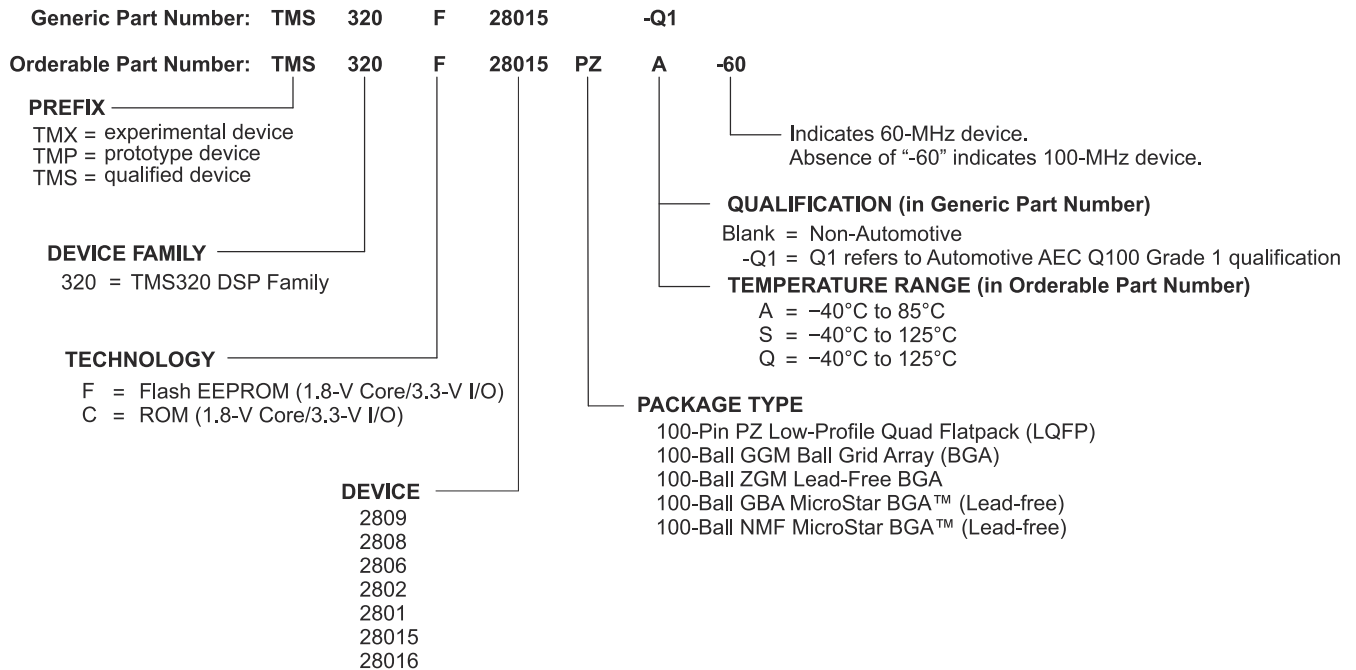 Generic Part Number: TMS 320 F 28015 -Q1
Orderable Part Number: TMS 320 F 28015 PZ A -60
PREFIX
TMX = experimental device
TMP = prototype device
TMS = qualified device
Indicates 60-MHz device.
Absence of “-60” indicates 100-MHz device.
QUALIFICATION (in Generic Part Number)
Blank = Non-Automotive
-Q1 = Q1 refers to Automotive AEC Q100 Grade 1 qualification
DEVICE FAMILY
320 = TMS320 DSP Family
TEMPERATURE RANGE (in Orderable Part Number)
A = −40°C to 85°C
S = −40°C to 125°C
Q = −40°C to 125°C
TECHNOLOGY
F = Flash EEPROM (1.8-V Core/3.3-V I/O)
C = ROM (1.8-V Core/3.3-V I/O)
PACKAGE TYPE
100-Pin PZ Low-Profile Quad Flatpack (LQFP)
100-Ball GGM Ball Grid Array (BGA)
100-Ball ZGM Lead-Free BGA
100-Ball GBA MicroStar BGA™ (Lead-free)
100-Ball NMF MicroStar BGA™ (Lead-free)
DEVICE
2809
2808
2806
2802
2801
28015
28016